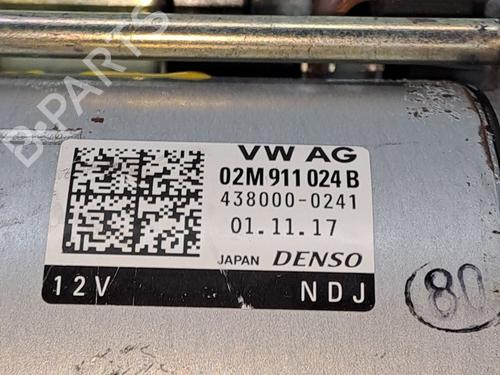 VW AG
02M 911 024 B
438000-0241
01.11.17
JAPAN DENSO
12V NDJ
80
B-PARTS